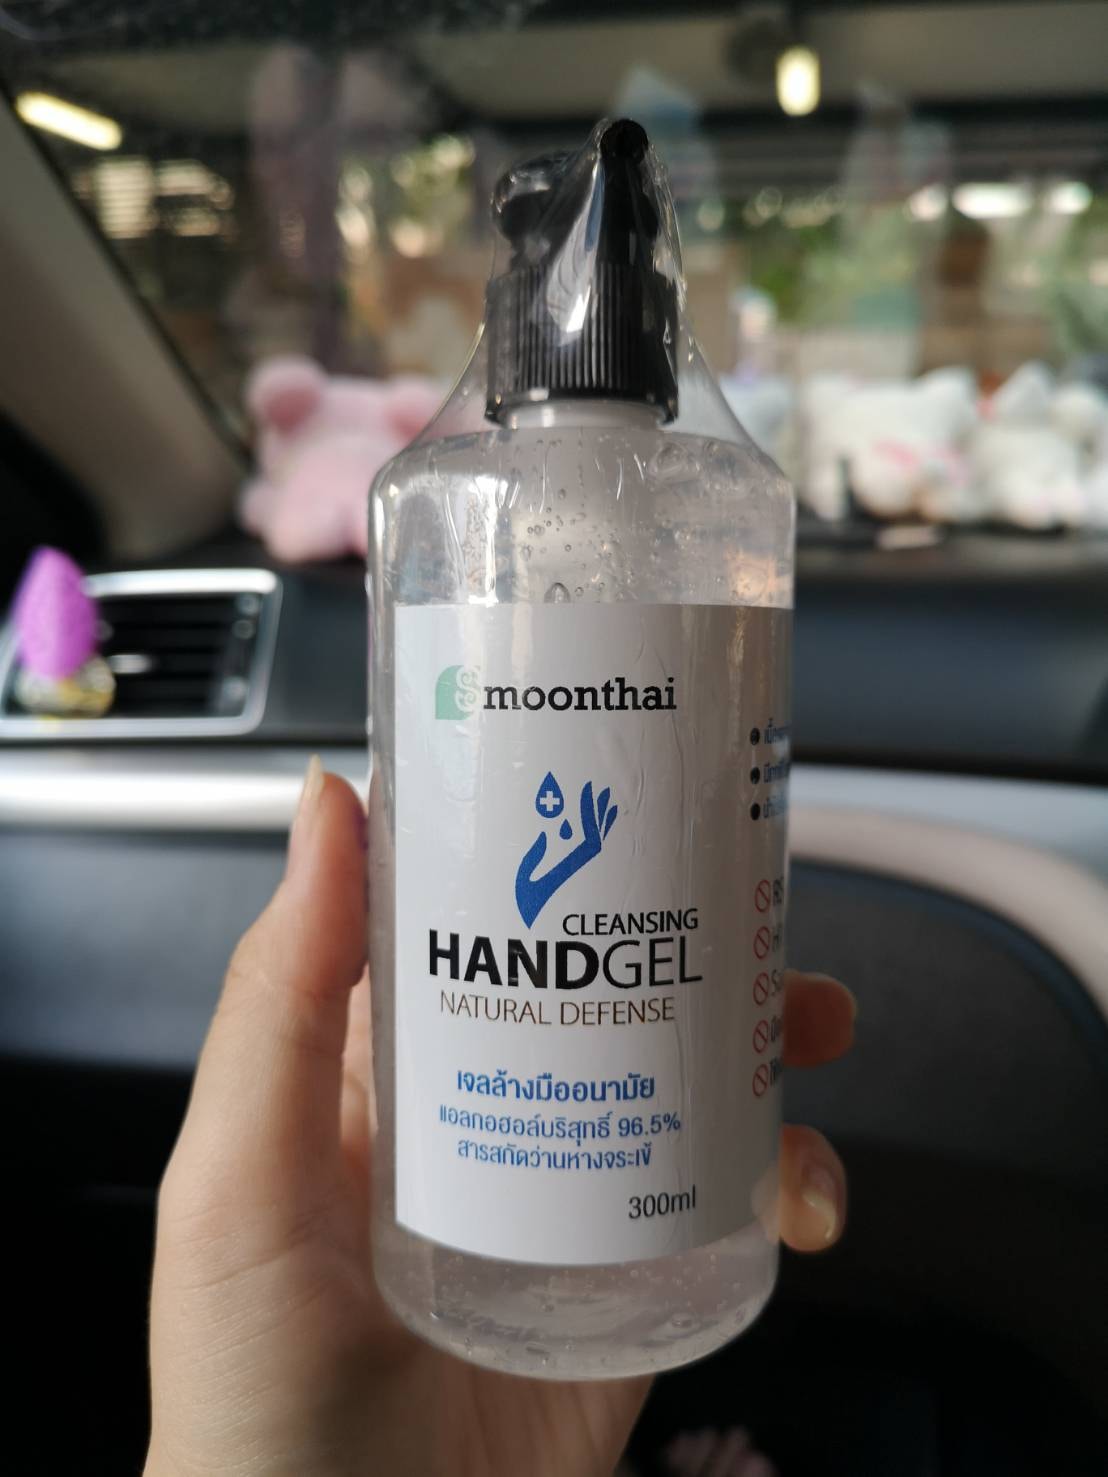 moonthai
CLEANSING
HANDGEL
NATURAL DEFENSE
เจลล้างมืออนามัย
แอลกอฮอล์บริสุทธิ์ 96.5%
สารสกัดว่านหางจระเข้
300ml